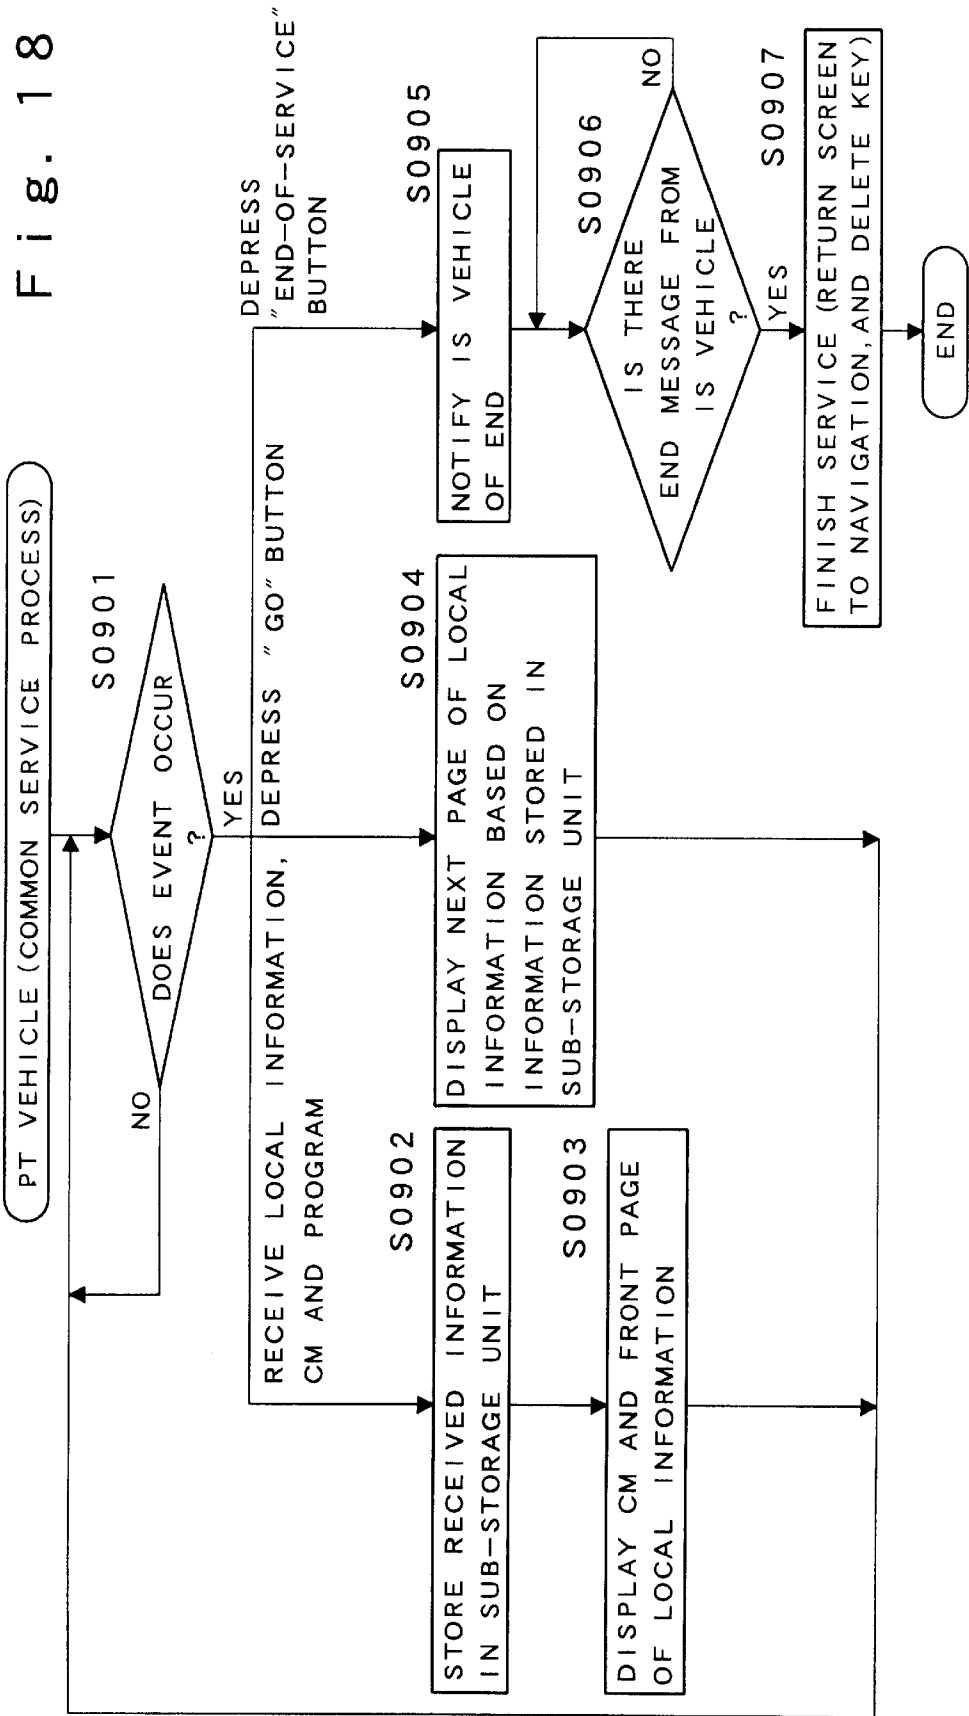 Fig. 18
PT VEHICLE (COMMON SERVICE PROCESS)
S0901
DOES EVENT OCCUR
?
NO
YES
RECEIVE LOCAL INFORMATION,
CM AND PROGRAM
DEPRESS "GO" BUTTON
DEPRESS
"END-OF-SERVICE"
BUTTON
S0902
STORE RECEIVED INFORMATION
IN SUB-STORAGE UNIT
S0903
DISPLAY CM AND FRONT PAGE
OF LOCAL INFORMATION
S0904
DISPLAY NEXT PAGE OF LOCAL
INFORMATION BASED ON
INFORMATION STORED IN
SUB-STORAGE UNIT
S0905
NOTIFY IS VEHICLE
OF END
S0906
IS THERE
END MESSAGE FROM
IS VEHICLE
?
NO
YES
S0907
FINISH SERVICE (RETURN SCREEN
TO NAVIGATION, AND DELETE KEY)
END